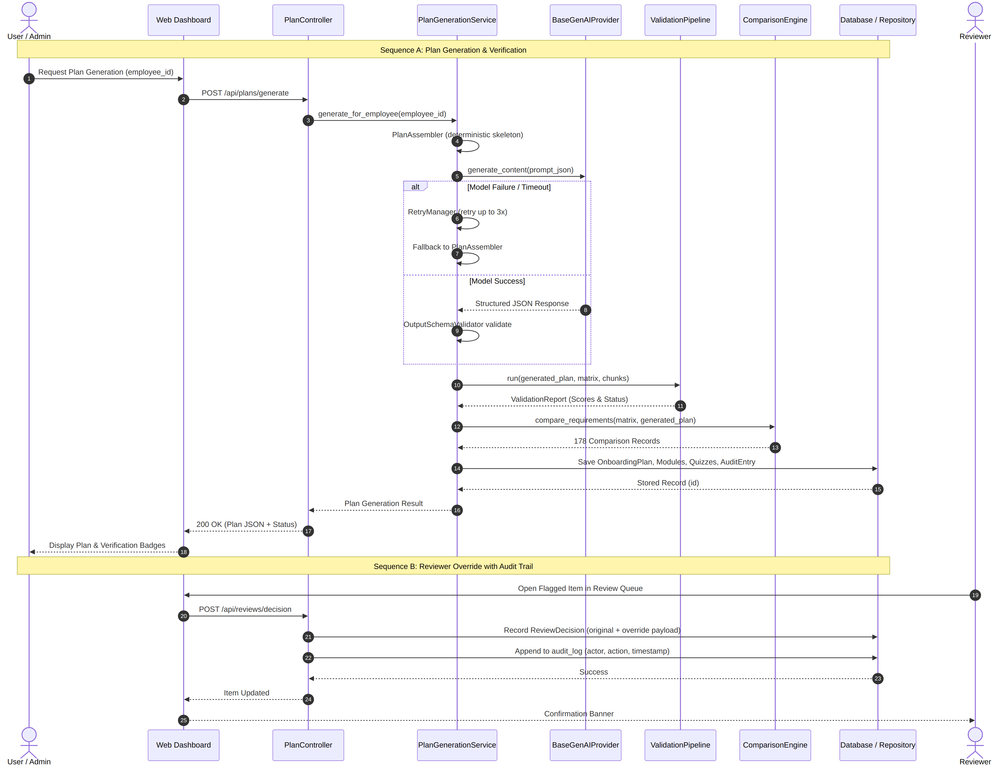 User / Admin
Web Dashboard
PlanController
PlanGenerationService
BaseGenAIProvider
ValidationPipeline
ComparisonEngine
Database / Repository
Reviewer
Sequence A: Plan Generation & Verification
Request Plan Generation (employee_id)
1
POST /api/plans/generate
2
generate_for_employee(employee_id)
3
PlanAssembler (deterministic skeleton)
4
generate_content(prompt_json)
5
alt
[Model Failure / Timeout]
RetryManager (retry up to 3x)
6
Fallback to PlanAssembler
7
[Model Success]
Structured JSON Response
8
OutputSchemaValidator validate
9
run(generated_plan, matrix, chunks)
10
ValidationReport (Scores & Status)
11
compare_requirements(matrix, generated_plan)
12
178 Comparison Records
13
Save OnboardingPlan, Modules, Quizzes, AuditEntry
14
Stored Record (id)
15
Plan Generation Result
16
200 OK (Plan JSON + Status)
17
Display Plan & Verification Badges
18
Sequence B: Reviewer Override with Audit Trail
Open Flagged Item in Review Queue
19
POST /api/reviews/decision
20
Record ReviewDecision (original + override payload)
21
Append to audit_log (actor, action, timestamp)
22
Success
23
Item Updated
24
Confirmation Banner
25
User / Admin
Web Dashboard
PlanController
PlanGenerationService
BaseGenAIProvider
ValidationPipeline
ComparisonEngine
Database / Repository
Reviewer